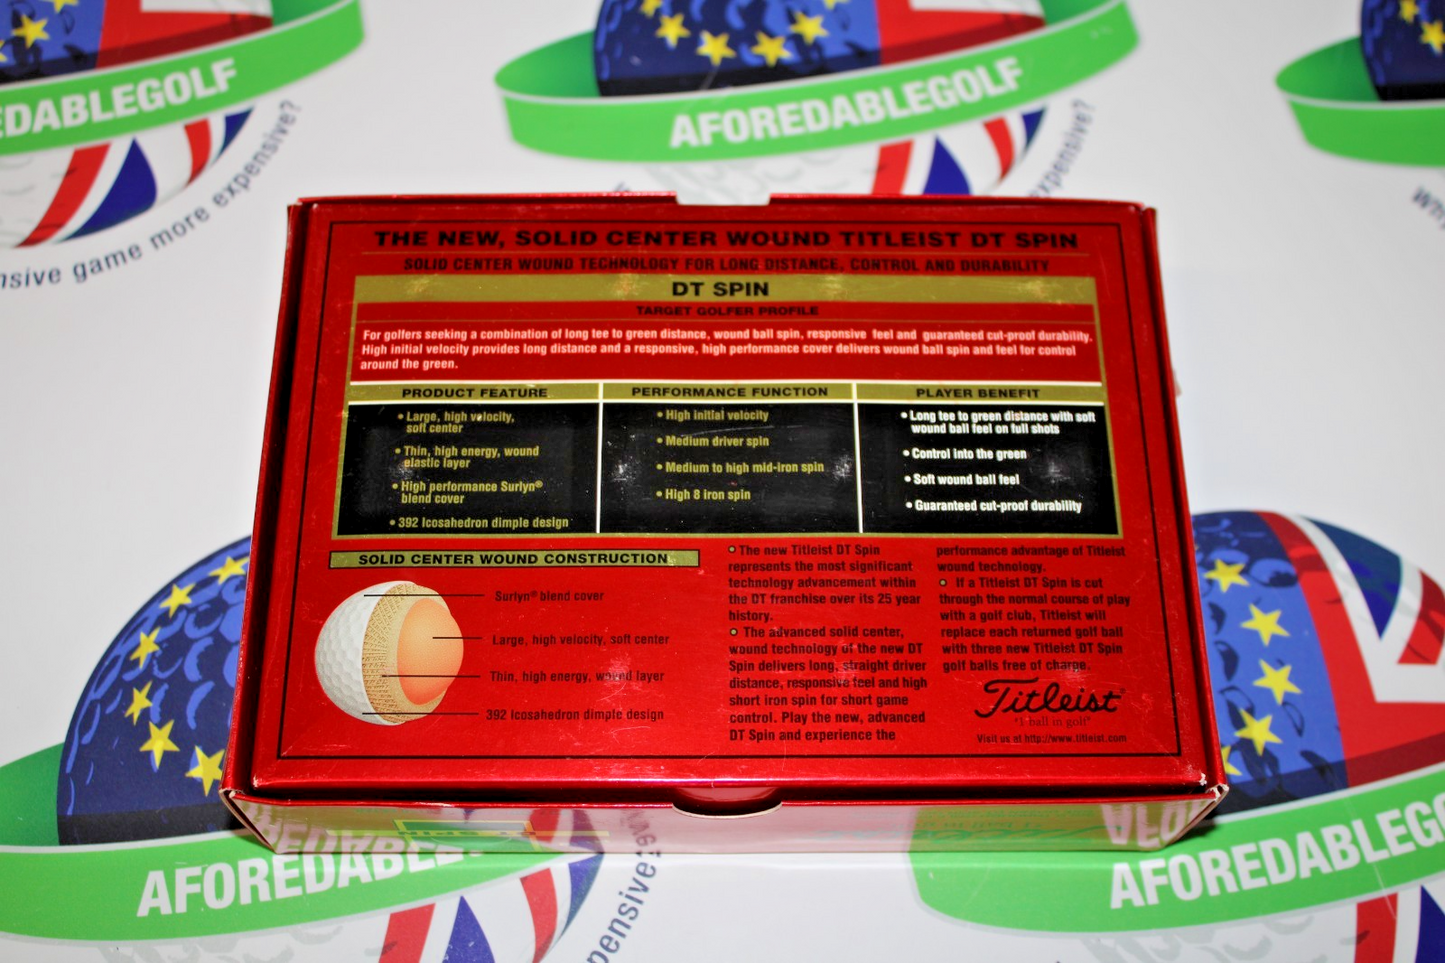 EDABLEGOLF
nsive game more expensive?
AFOREDABLEGOLF
expensive?
THE NEW, SOLID CENTER WOUND TITLEIST DT SPIN
SOLID CENTER WOUND TECHNOLOGY FOR LONG DISTANCE, CONTROL AND DURABILITY
DT SPIN
TARGET GOLFER PROFILE
For golfers seeking a combination of long tee to green distance, wound ball spin, responsive feel and guaranteed cut-proof durability.
High initial velocity provides long distance and a responsive, high performance cover delivers wound ball spin and feel for control
around the green.
PRODUCT FEATURE
• Large, high velocity,
soft center
• Thin, high energy, wound
elastic layer
• High performance Surlyn®
blend cover
• 392 Icosahedron dimple design
PERFORMANCE FUNCTION
• High initial velocity
• Medium driver spin
• Medium to high mid-iron spin
• High 8 iron spin
PLAYER BENEFIT
• Long tee to green distance with soft
wound ball feel on full shots
• Control into the green
• Soft wound ball feel
• Guaranteed cut-proof durability
SOLID CENTER WOUND CONSTRUCTION
Surlyn® blend cover
Large, high velocity, soft center
Thin, high energy, wound layer
392 Icosahedron dimple design
The new Titleist DT Spin
represents the most significant
technology advancement within
the DT franchise over its 25 year
history.
The advanced solid center,
wound technology of the new DT
Spin delivers long, straight driver
distance, responsive feel and high
short iron spin for short game
control. Play the new, advanced
DT Spin and experience the
performance advantage of Titleist
wound technology.
If a Titleist DT Spin is cut
through the normal course of play
with a golf club, Titleist will
replace each returned golf ball
with three new Titleist DT Spin
golf balls free of charge.
Titleist®
"1 ball in golf"
Visit us at http://www.titleist.com
AFOREDABLE
pensive?
AFOREDABLEG